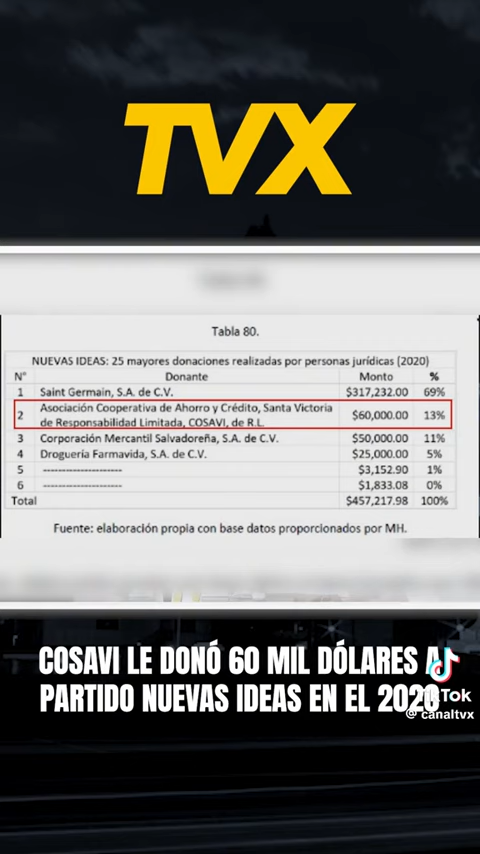 TVX
Tabla 80.
NUEVAS IDEAS: 25 mayores donaciones realizadas por personas jurídicas (2020)
N° Donante Monto %
1 Saint Germain, S.A. de C.V. $317,232.00 69%
2 Asociación Cooperativa de Ahorro y Crédito, Santa Victoria de Responsabilidad Limitada, COSAVI, de R.L. $60,000.00 13%
3 Corporación Mercantil Salvadoreña, S.A. de C.V. $50,000.00 11%
4 Droguería Farmavida, S.A. de C.V. $25,000.00 5%
5 --------------------- $3,152.90 1%
6 --------------------- $1,833.08 0%
Total $457,217.98 100%
Fuente: elaboración propia con base datos proporcionados por MH.
COSAVI LE DONÓ 60 MIL DÓLARES A
PARTIDO NUEVAS IDEAS EN EL 2020
TikTok
@canaltvx